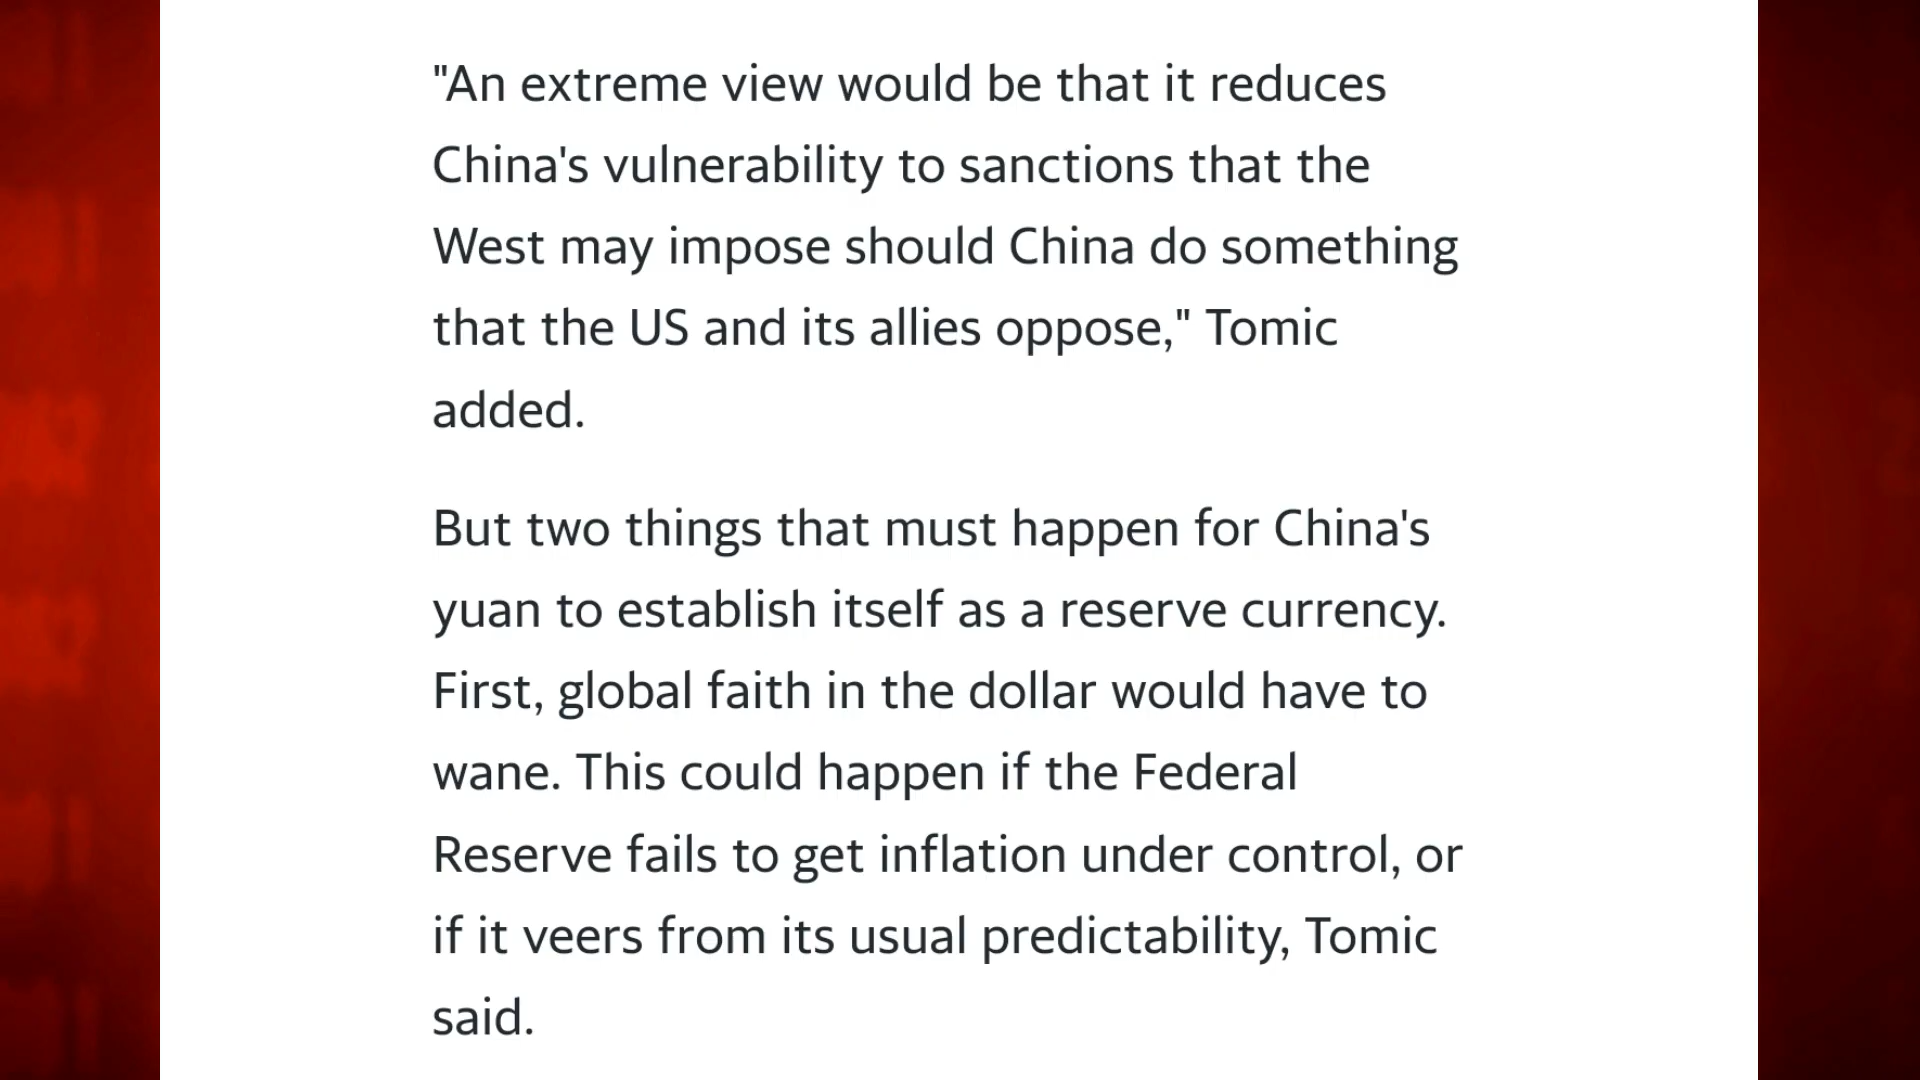 "An extreme view would be that it reduces
China's vulnerability to sanctions that the
West may impose should China do something
that the US and its allies oppose," Tomic
added.
But two things that must happen for China's
yuan to establish itself as a reserve currency.
First, global faith in the dollar would have to
wane. This could happen if the Federal
Reserve fails to get inflation under control, or
if it veers from its usual predictability, Tomic
said.